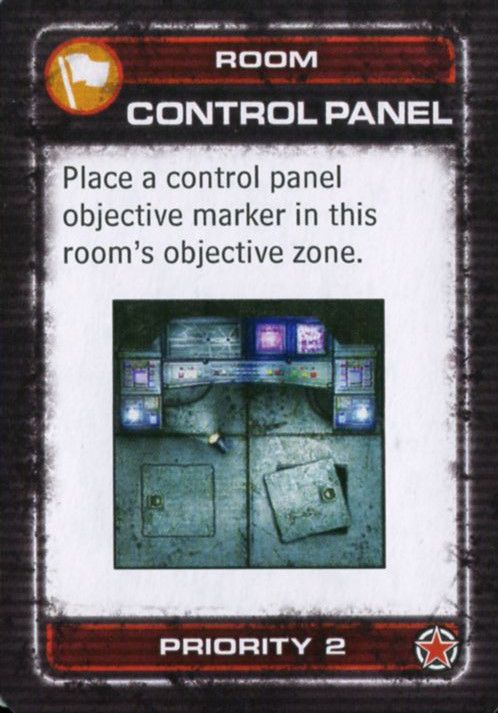 ROOM
CONTROL PANEL
Place a control panel
objective marker in this
room's objective zone.
PRIORITY 2